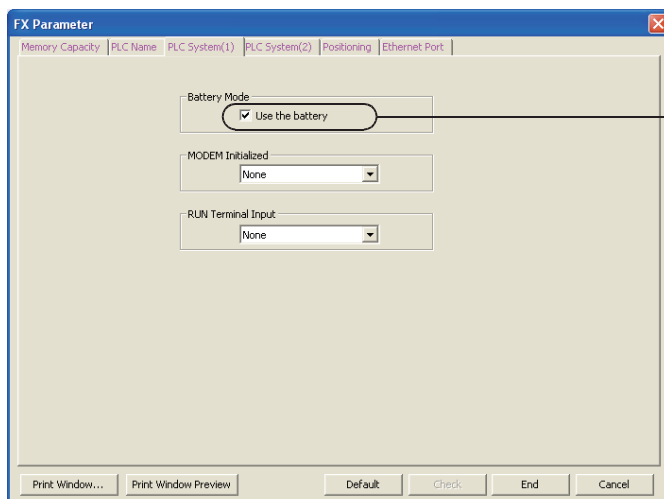 FX Parameter
Memory Capacity PLC Name PLC System(1) PLC System(2) Positioning Ethernet Port
Battery Mode
Use the battery
MODEM Initialized
None
RUN Terminal Input
None
Print Window... Print Window Preview Default Check End Cancel